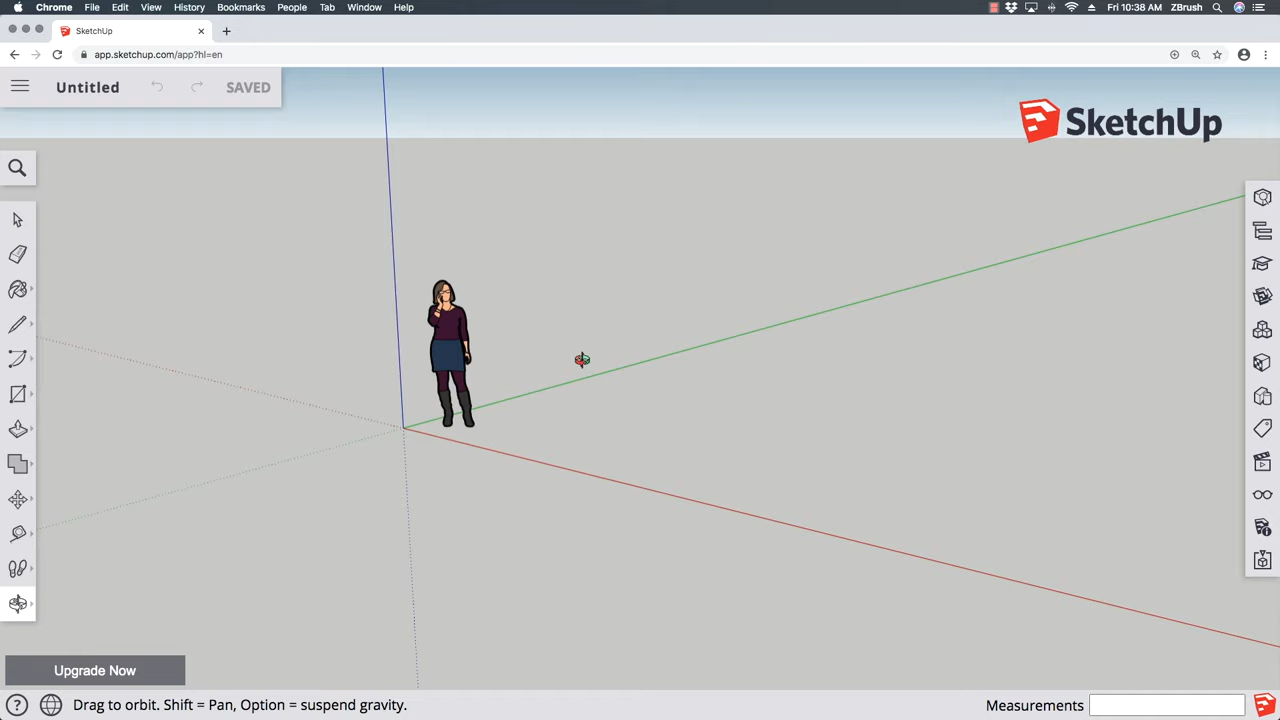 Chrome File Edit View History Bookmarks People Tab Window Help Fri 10:38 AM ZBrush
SketchUp
app.sketchup.com/app?hl=en
Untitled SAVED
SketchUp
Upgrade Now
Drag to orbit. Shift = Pan, Option = suspend gravity. Measurements